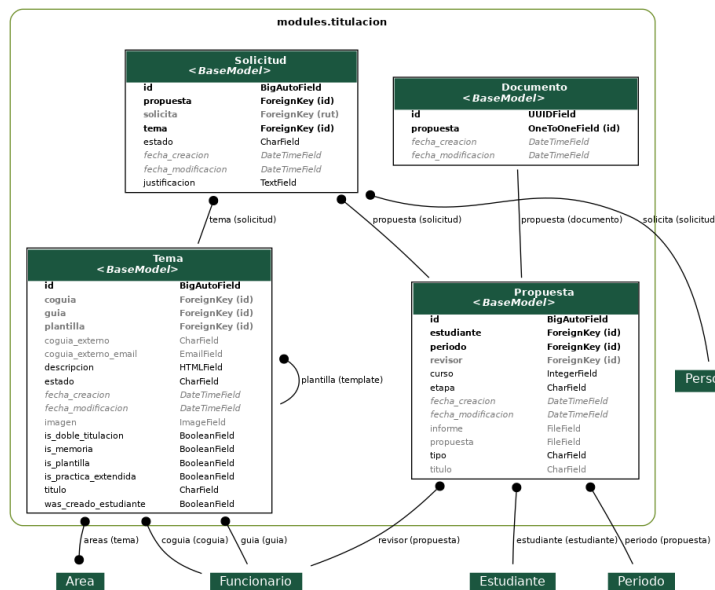 modules.titulacion
Solicitud
<BaseModel>
id BigAutoField
propuesta ForeignKey (id)
solicita ForeignKey (rut)
tema ForeignKey (id)
estado CharField
fecha_creacion DateTimeField
fecha_modificacion DateTimeField
justificacion TextField
Documento
<BaseModel>
id UUIDField
propuesta OneToOneField (id)
fecha_creacion DateTimeField
fecha_modificacion DateTimeField
tema (solicitud)
propuesta (solicitud)
propuesta (documento)
solicita (solicitud
Tema
<BaseModel>
id BigAutoField
coguia ForeignKey (id)
guia ForeignKey (id)
plantilla ForeignKey (id)
coguia_externo CharField
coguia_externo_email EmailField
descripcion HTMLField
estado CharField
fecha_creacion DateTimeField
fecha_modificacion DateTimeField
imagen ImageField
is_doble_titulacion BooleanField
is_memoria BooleanField
is_plantilla BooleanField
is_practica_extendida BooleanField
titulo CharField
was_creado_estudiante BooleanField
plantilla (template)
Propuesta
<BaseModel>
id BigAutoField
estudiante ForeignKey (id)
periodo ForeignKey (id)
revisor ForeignKey (id)
curso IntegerField
etapa CharField
fecha_creacion DateTimeField
fecha_modificacion DateTimeField
informe FileField
propuesta FileField
tipo CharField
titulo CharField
Perso
areas (tema)
coguia (coguia)
guia (guia)
revisor (propuesta)
estudiante (estudiante)
periodo (propuesta)
Area
Funcionario
Estudiante
Periodo